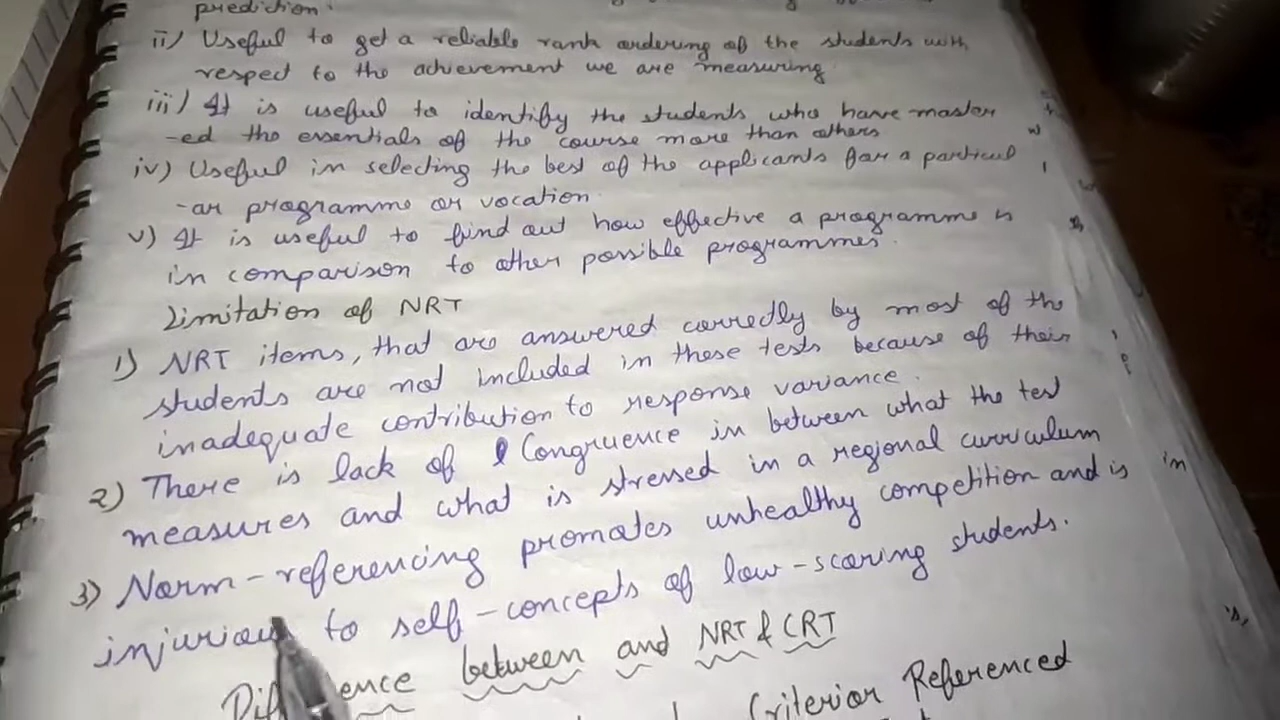 prediction.
ii) Useful to get a reliable rank ordering of the students with
respect to the achievement we are measuring
iii) It is useful to identify the students who have master
-ed the essentials of the course more than others
iv) Useful in selecting the best of the applicants for a particul
-ar programme or vocation.
v) It is useful to find out how effective a programme is
in comparison to other possible programmes.
Limitation of NRT
1) NRT items, that are answered correctly by most of the
students are not included in these tests because of their
inadequate contribution to response variance.
2) There is lack of Congruence in between what the test
measures and what is stressed in a regional curriculum
3) Norm-referencing promotes unhealthy competition and is
injurious to self-concepts of low-scoring students.
Difference between and NRT & CRT
Criterior Referenced